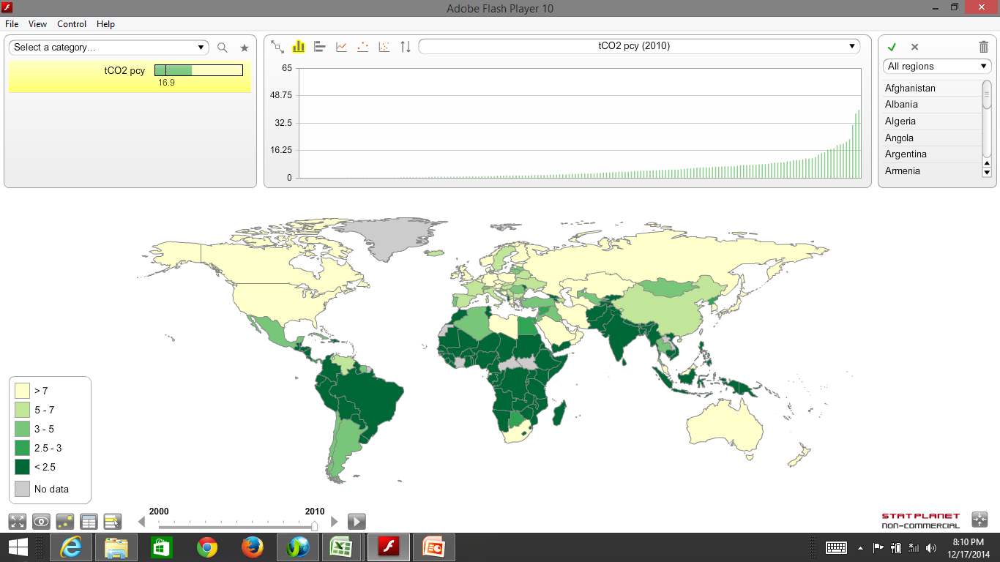 Adobe Flash Player 10
File View Control Help
Select a category...
tCO2 pcy
16.9
tCO2 pcy (2010)
65
48.75
32.5
16.25
0
All regions
Afghanistan
Albania
Algeria
Angola
Argentina
Armenia
> 7
5 - 7
3 - 5
2.5 - 3
< 2.5
No data
2000 2010
STATPLANET
NON-COMMERCIAL
8:10 PM
12/17/2014